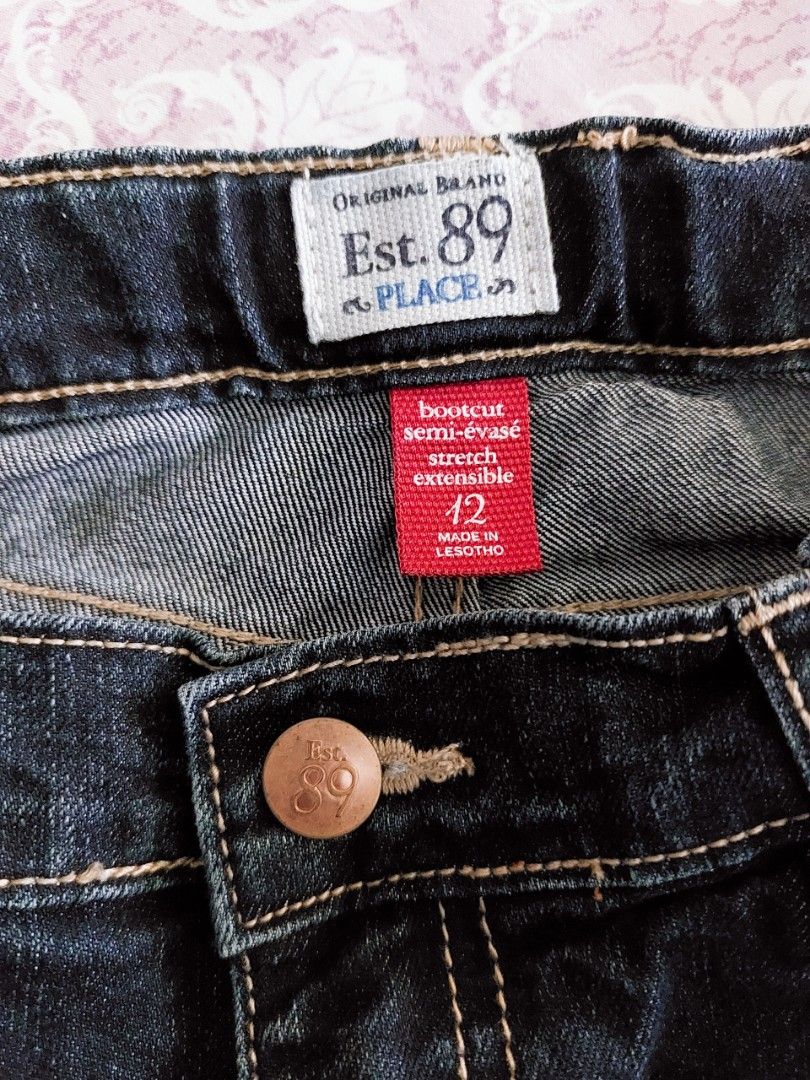 ORIGINAL BRAND
Est. 89
PLACE
bootcut
semi-évasé
stretch
extensible
12
MADE IN
LESOTHO
Est.
89